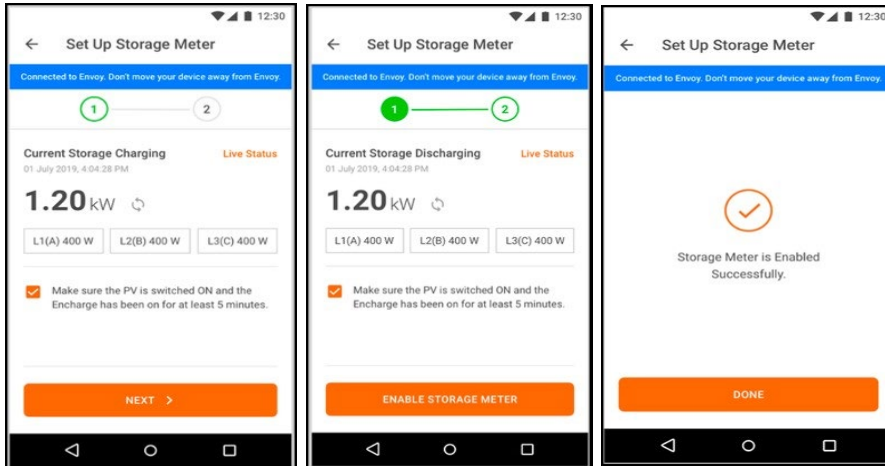 12:30
Set Up Storage Meter
Connected to Envoy. Don't move your device away from Envoy.
1
2
Current Storage Charging
Live Status
01 July 2019, 4:04:28 PM
1.20 kW
L1(A) 400 W
L2(B) 400 W
L3(C) 400 W
Make sure the PV is switched ON and the
Encharge has been on for at least 5 minutes.
NEXT >
12:30
Set Up Storage Meter
Connected to Envoy. Don't move your device away from Envoy.
1
2
Current Storage Discharging
Live Status
01 July 2019, 4:04:28 PM
1.20 kW
L1(A) 400 W
L2(B) 400 W
L3(C) 400 W
Make sure the PV is switched ON and the
Encharge has been on for at least 5 minutes.
ENABLE STORAGE METER
12:30
Set Up Storage Meter
Connected to Envoy. Don't move your device away from Envoy.
Storage Meter is Enabled
Successfully.
DONE